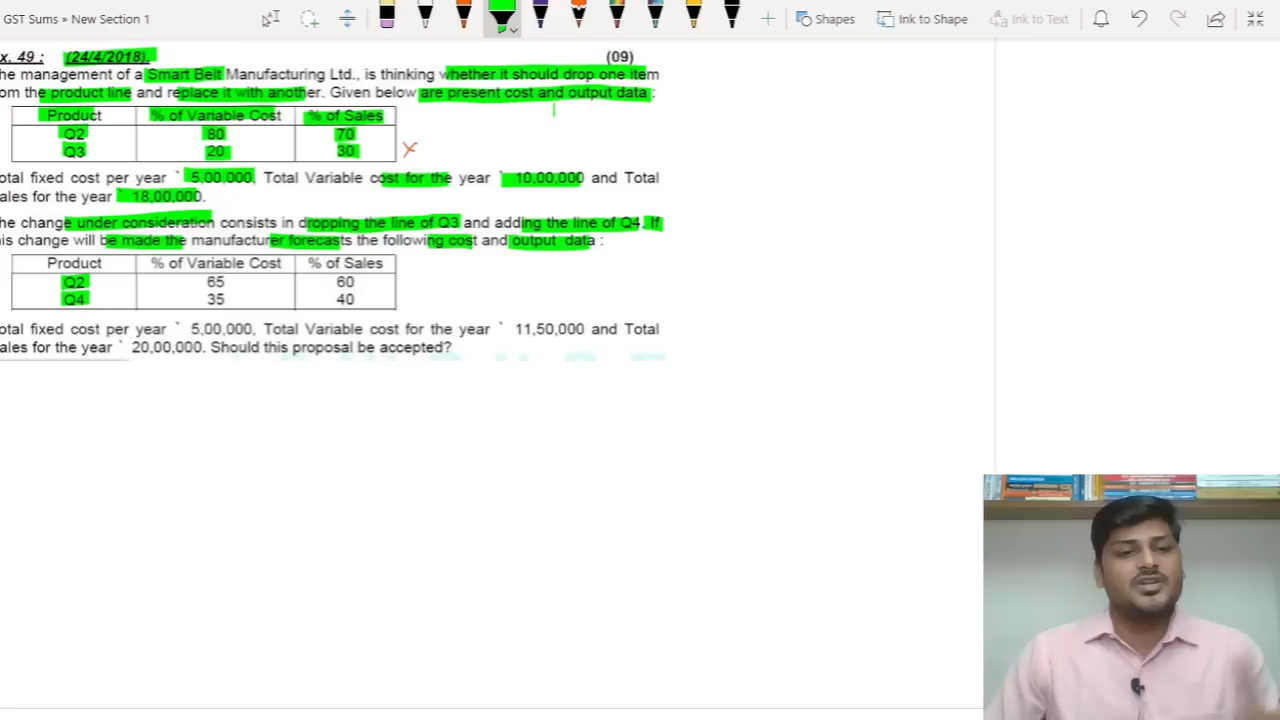 GST Sums » New Section 1
Shapes
Ink to Shape
Ink to Text
x. 49 : (24/4/2018). (09)
he management of a Smart Belt Manufacturing Ltd., is thinking whether it should drop one item
om the product line and replace it with another. Given below are present cost and output data :
Product % of Variable Cost % of Sales
Q2 80 70
Q3 20 30
otal fixed cost per year ` 5,00,000, Total Variable cost for the year ` 10,00,000 and Total
ales for the year ` 18,00,000.
he change under consideration consists in dropping the line of Q3 and adding the line of Q4. If
is change will be made the manufacturer forecasts the following cost and output data :
Product % of Variable Cost % of Sales
Q2 65 60
Q4 35 40
otal fixed cost per year ` 5,00,000, Total Variable cost for the year ` 11,50,000 and Total
ales for the year ` 20,00,000. Should this proposal be accepted?